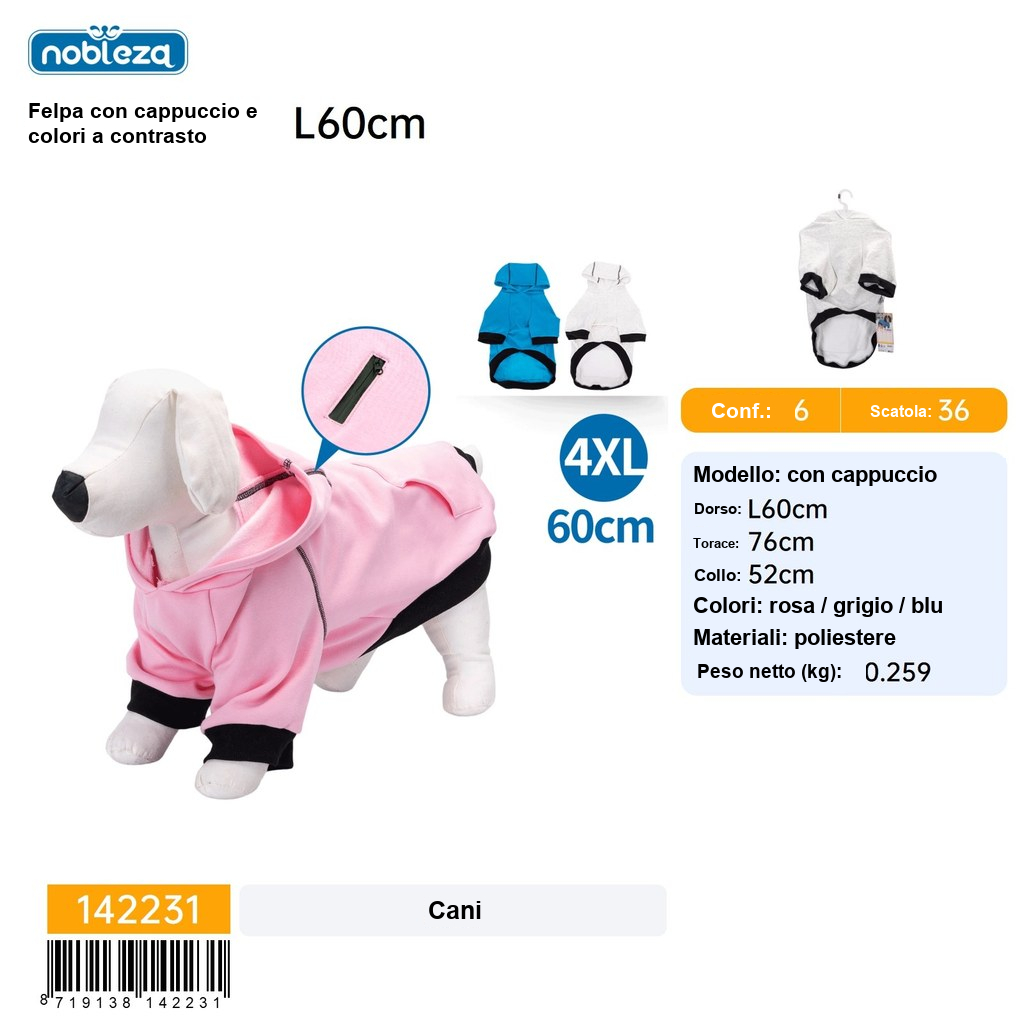 nobleza
Felpa con cappuccio e
colori a contrasto
L60cm
4XL
60cm
Conf.: 6
Scatola: 36
Modello: con cappuccio
Dorso: L60cm
Torace: 76cm
Collo: 52cm
Colori: rosa / grigio / blu
Materiali: poliestere
Peso netto (kg): 0.259
142231
Cani
8 719138 142231